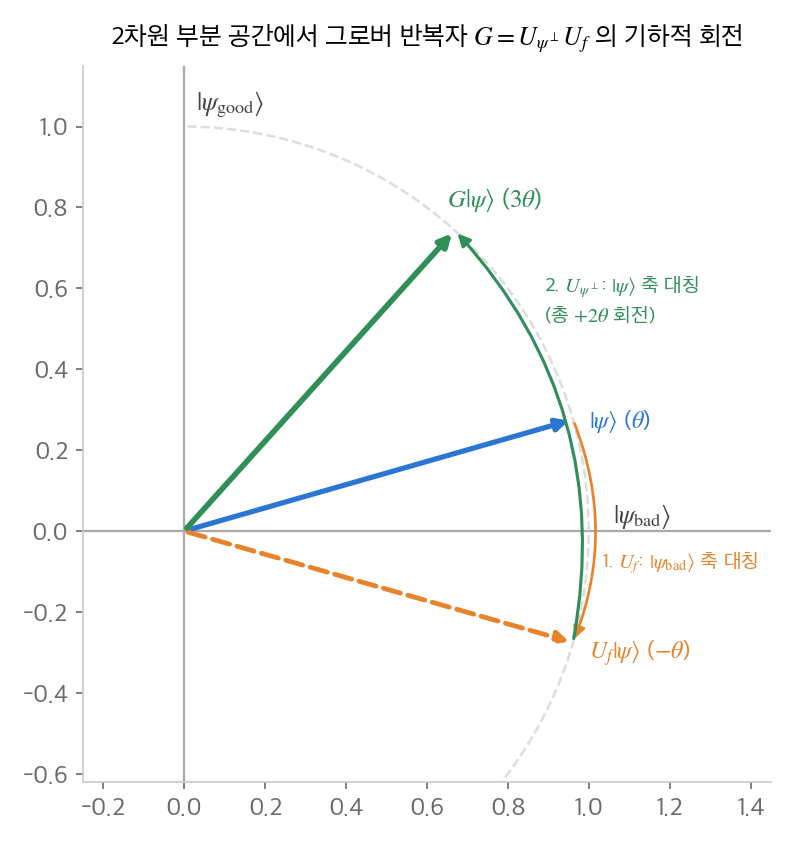 2차원 부분 공간에서 그로버 반복자 G = U_{ψ^⊥} U_f 의 기하적 회전
|ψ_good⟩
1.0
0.8
G|ψ⟩ (3θ)
0.6
2. U_{ψ^⊥}: |ψ⟩ 축 대칭
(총 +2θ 회전)
0.4
0.2
|ψ⟩ (θ)
|ψ_bad⟩
0.0
1. U_f: |ψ_bad⟩ 축 대칭
−0.2
U_f|ψ⟩ (−θ)
−0.4
−0.6
−0.2 0.0 0.2 0.4 0.6 0.8 1.0 1.2 1.4